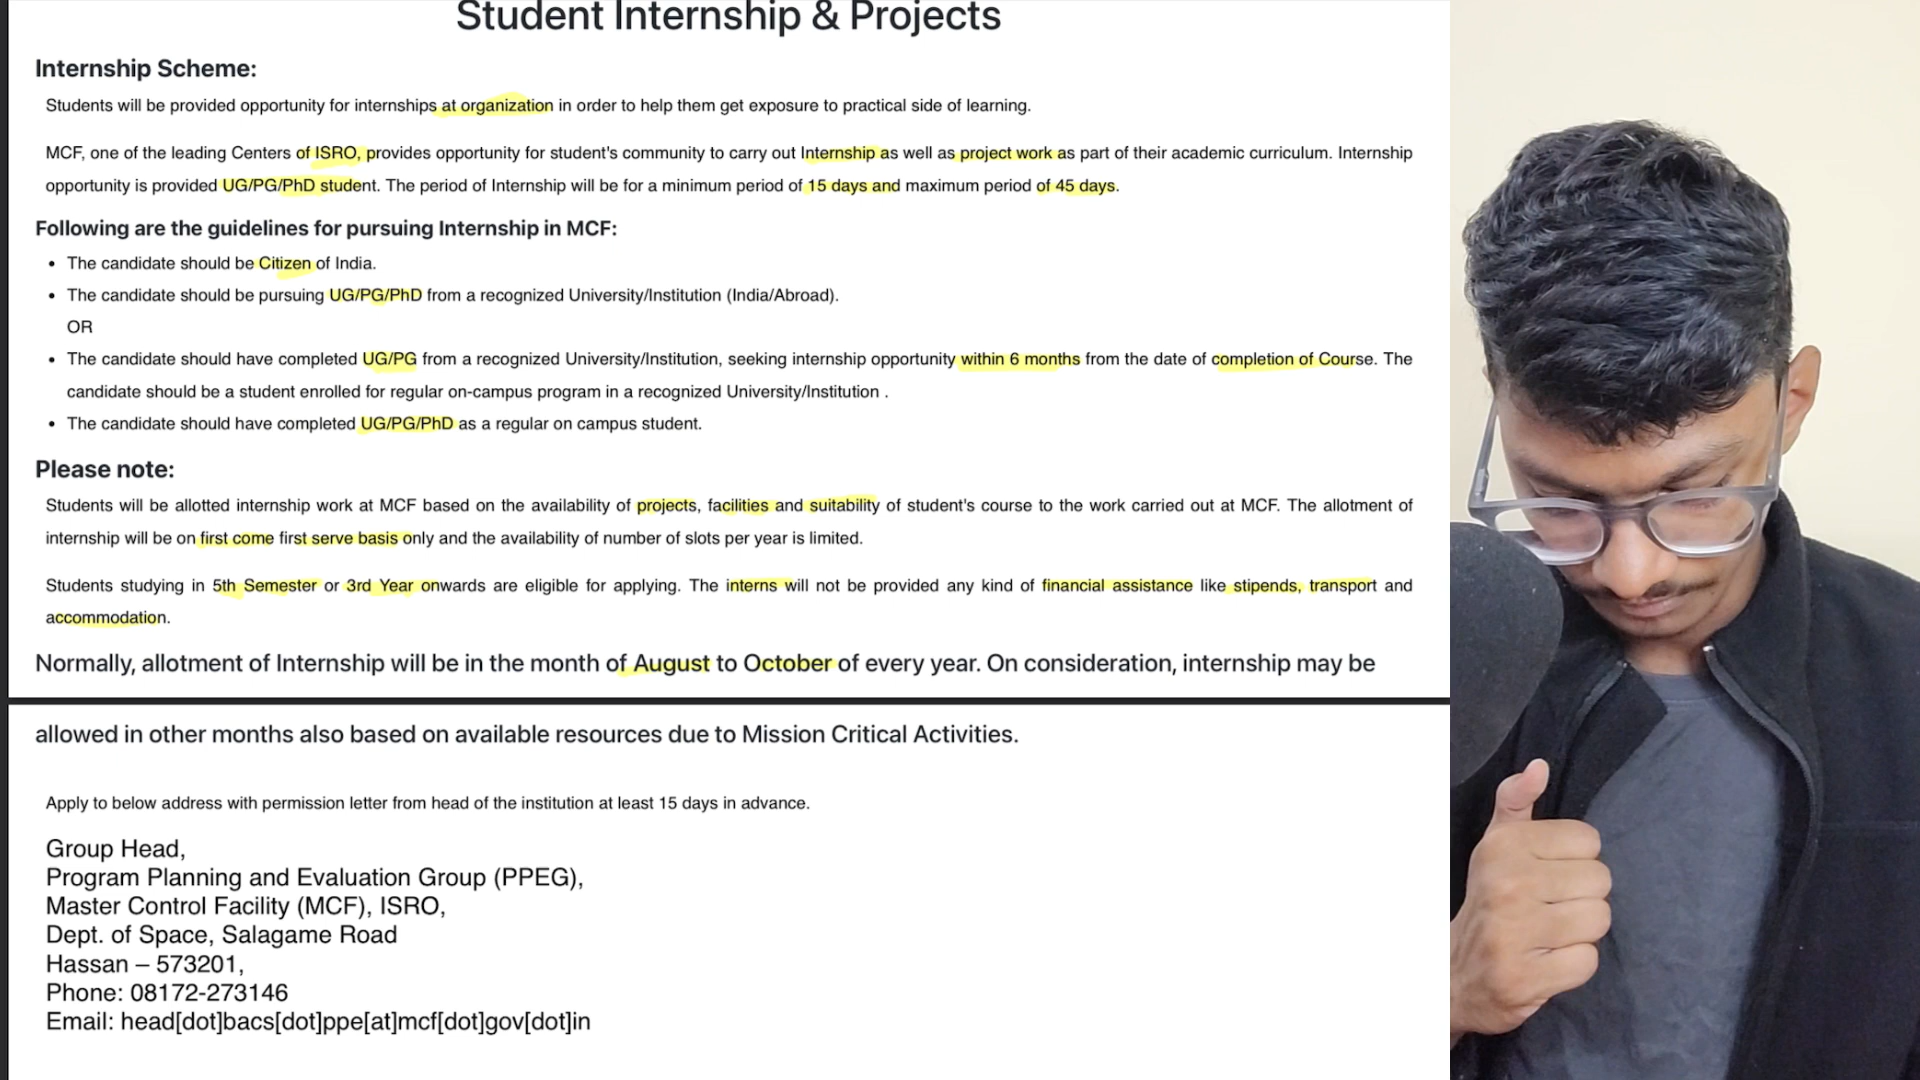 Student Internship & Projects
Internship Scheme:
Students will be provided opportunity for internships at organization in order to help them get exposure to practical side of learning.
MCF, one of the leading Centers of ISRO, provides opportunity for student's community to carry out Internship as well as project work as part of their academic curriculum. Internship
opportunity is provided UG/PG/PhD student. The period of Internship will be for a minimum period of 15 days and maximum period of 45 days.
Following are the guidelines for pursuing Internship in MCF:
• The candidate should be Citizen of India.
• The candidate should be pursuing UG/PG/PhD from a recognized University/Institution (India/Abroad).
OR
• The candidate should have completed UG/PG from a recognized University/Institution, seeking internship opportunity within 6 months from the date of completion of Course. The
candidate should be a student enrolled for regular on-campus program in a recognized University/Institution .
• The candidate should have completed UG/PG/PhD as a regular on campus student.
Please note:
Students will be allotted internship work at MCF based on the availability of projects, facilities and suitability of student's course to the work carried out at MCF. The allotment of
internship will be on first come first serve basis only and the availability of number of slots per year is limited.
Students studying in 5th Semester or 3rd Year onwards are eligible for applying. The interns will not be provided any kind of financial assistance like stipends, transport and
accommodation.
Normally, allotment of Internship will be in the month of August to October of every year. On consideration, internship may be
allowed in other months also based on available resources due to Mission Critical Activities.
Apply to below address with permission letter from head of the institution at least 15 days in advance.
Group Head,
Program Planning and Evaluation Group (PPEG),
Master Control Facility (MCF), ISRO,
Dept. of Space, Salagame Road
Hassan – 573201,
Phone: 08172-273146
Email: head[dot]bacs[dot]ppe[at]mcf[dot]gov[dot]in